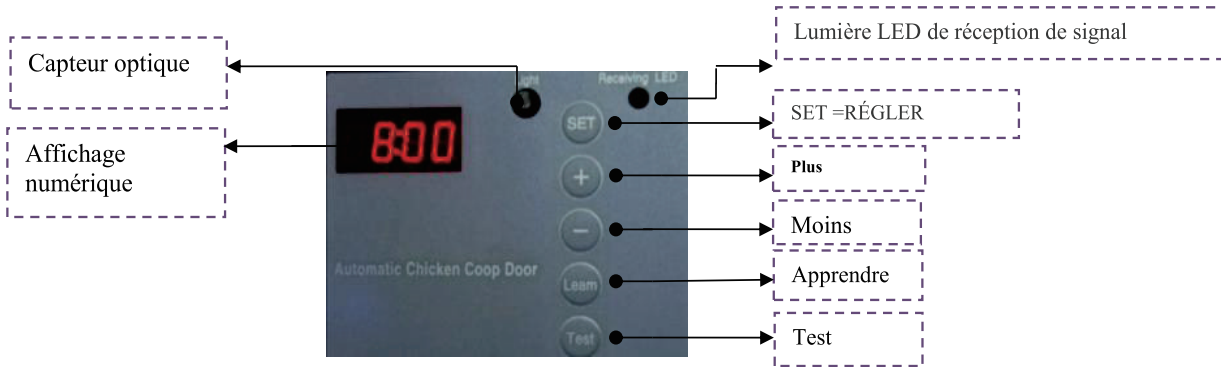 Lumière LED de réception de signal
Capteur optique
Light
Receiving LED
SET
SET =RÉGLER
8:00
Affichage
numérique
+
Plus
−
Moins
Automatic Chicken Coop Door
Learn
Apprendre
Test
Test